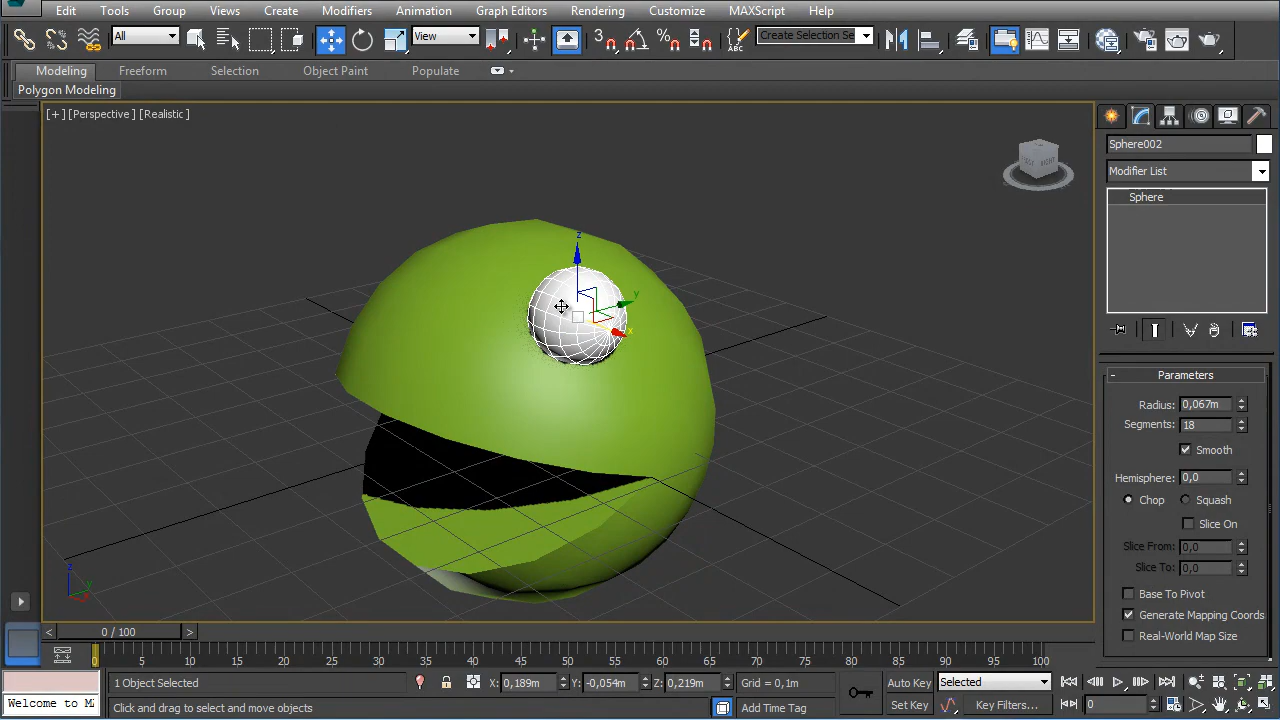 Edit Tools Group Views Create Modifiers Animation Graph Editors Rendering Customize MAXScript Help
All View 3 % ABC Create Selection Se
Modeling Freeform Selection Object Paint Populate
Polygon Modeling
[+] [Perspective] [Realistic]
Sphere002
Modifier List
Sphere
z
y
x
- Parameters
Radius: 0,067m
Segments: 18
Smooth
Hemisphere: 0,0
Chop Squash
Slice On
Slice From: 0,0
Slice To: 0,0
Base To Pivot
Generate Mapping Coords
Real-World Map Size
z
y
x
< 0 / 100 >
0 5 10 15 20 25 30 35 40 45 50 55 60 65 70 75 80 85 90 95 100
1 Object Selected X: 0,189m Y: -0,054m Z: 0,219m Grid = 0,1m Auto Key Selected
Welcome to Click and drag to select and move objects Add Time Tag Set Key Key Filters... 0